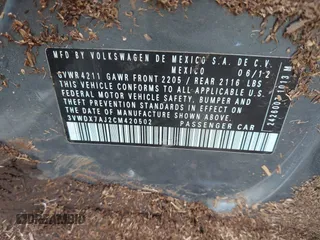 MFD BY VOLKSWAGEN DE MEXICO S.A. DE C.V.
MEXICO 06/12
GVWR 4211 GAWR FRONT 2205 / REAR 2116 LB
THIS VEHICLE CONFORMS TO ALL APPLICABLE U.S.
FEDERAL MOTOR VEHICLE SAFETY, BUMPER AND
THEFT PREVENTION STANDARDS IN EFFECT ON THE
DATE OF MANUFACTURE SHOWN ABOVE.
3VWDX7AJ2CM420502 PASSENGER CAR